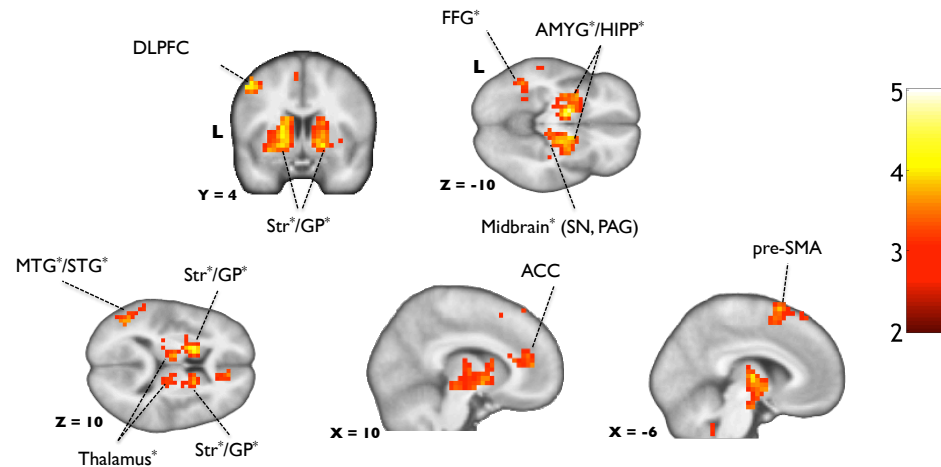 FFG*
AMYG*/HIPP*
DLPFC
L
L
5
4
3
2
Y = 4
Z = -10
Str*/GP*
Midbrain* (SN, PAG)
MTG*/STG*
Str*/GP*
ACC
pre-SMA
Z = 10
X = 10
X = -6
Thalamus*
Str*/GP*